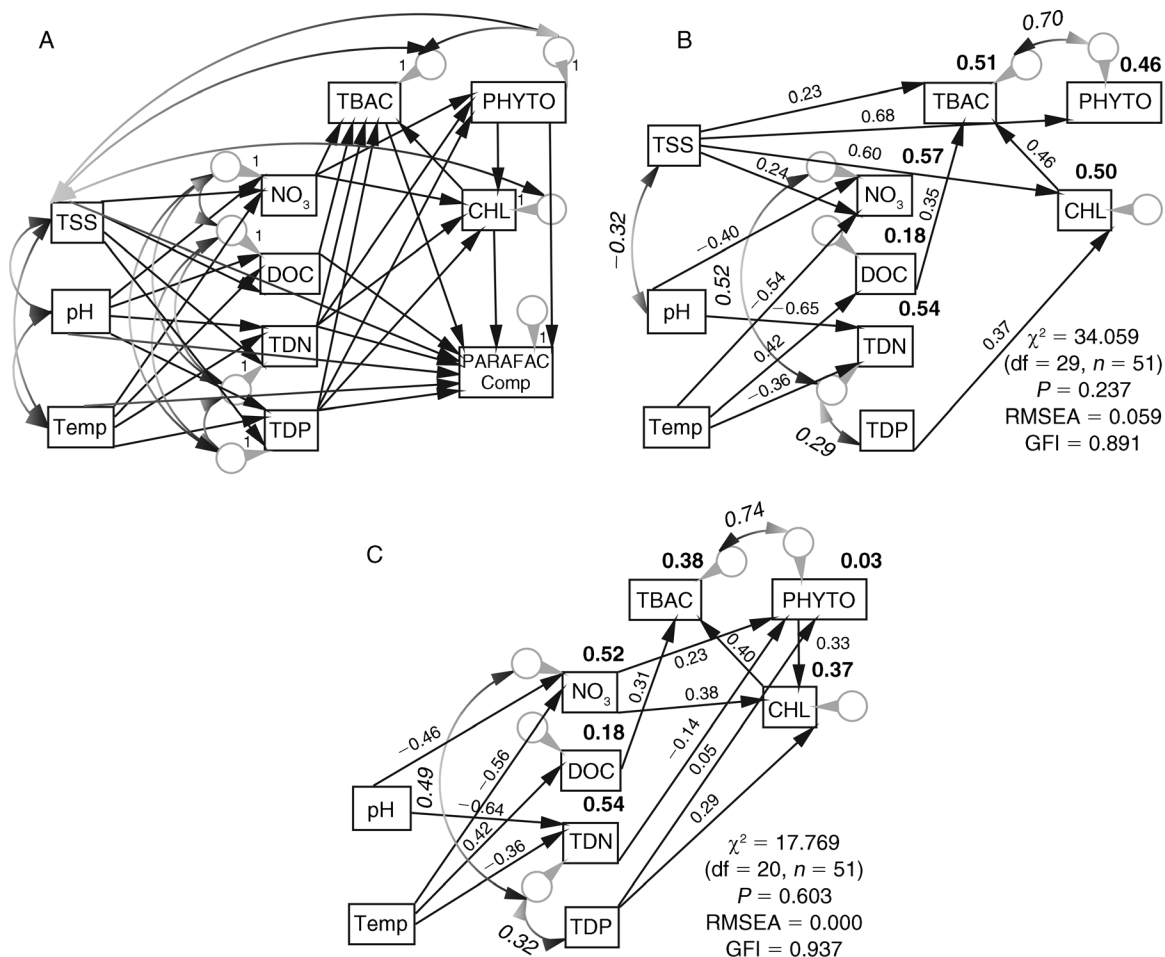 A
1
1
TBAC
PHYTO
1
NO3
TSS
1
CHL
1
1
DOC
pH
TDN
1
PARAFAC
Comp
1
Temp
TDP
1
B
0.70
0.51
0.46
TBAC
PHYTO
0.23
0.68
TSS
0.60
0.57
0.46
0.24
0.50
NO3
0.35
CHL
−0.32
−0.40
0.18
DOC
0.52
−0.54
0.54
pH
−0.65
TDN
0.37
0.42
−0.36
Temp
0.29
TDP
χ² = 34.059
(df = 29, n = 51)
P = 0.237
RMSEA = 0.059
GFI = 0.891
C
0.74
0.38
0.03
TBAC
PHYTO
0.40
0.33
0.52
0.23
0.37
NO3
0.31
0.38
CHL
−0.46
0.18
−0.14
DOC
0.05
0.49
−0.56
0.54
pH
−0.64
TDN
0.29
0.42
−0.36
Temp
0.32
TDP
χ² = 17.769
(df = 20, n = 51)
P = 0.603
RMSEA = 0.000
GFI = 0.937